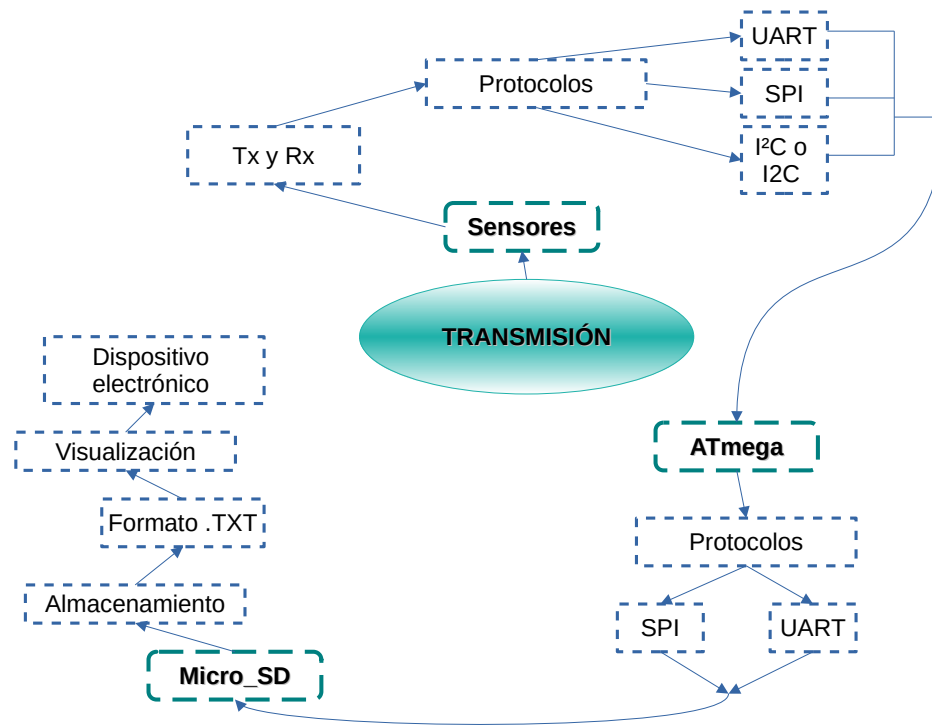 UART
Protocolos
SPI
Tx y Rx
I²C o
I2C
Sensores
TRANSMISIÓN
Dispositivo
electrónico
Visualización
ATmega
Formato .TXT
Protocolos
Almacenamiento
SPI
UART
Micro_SD